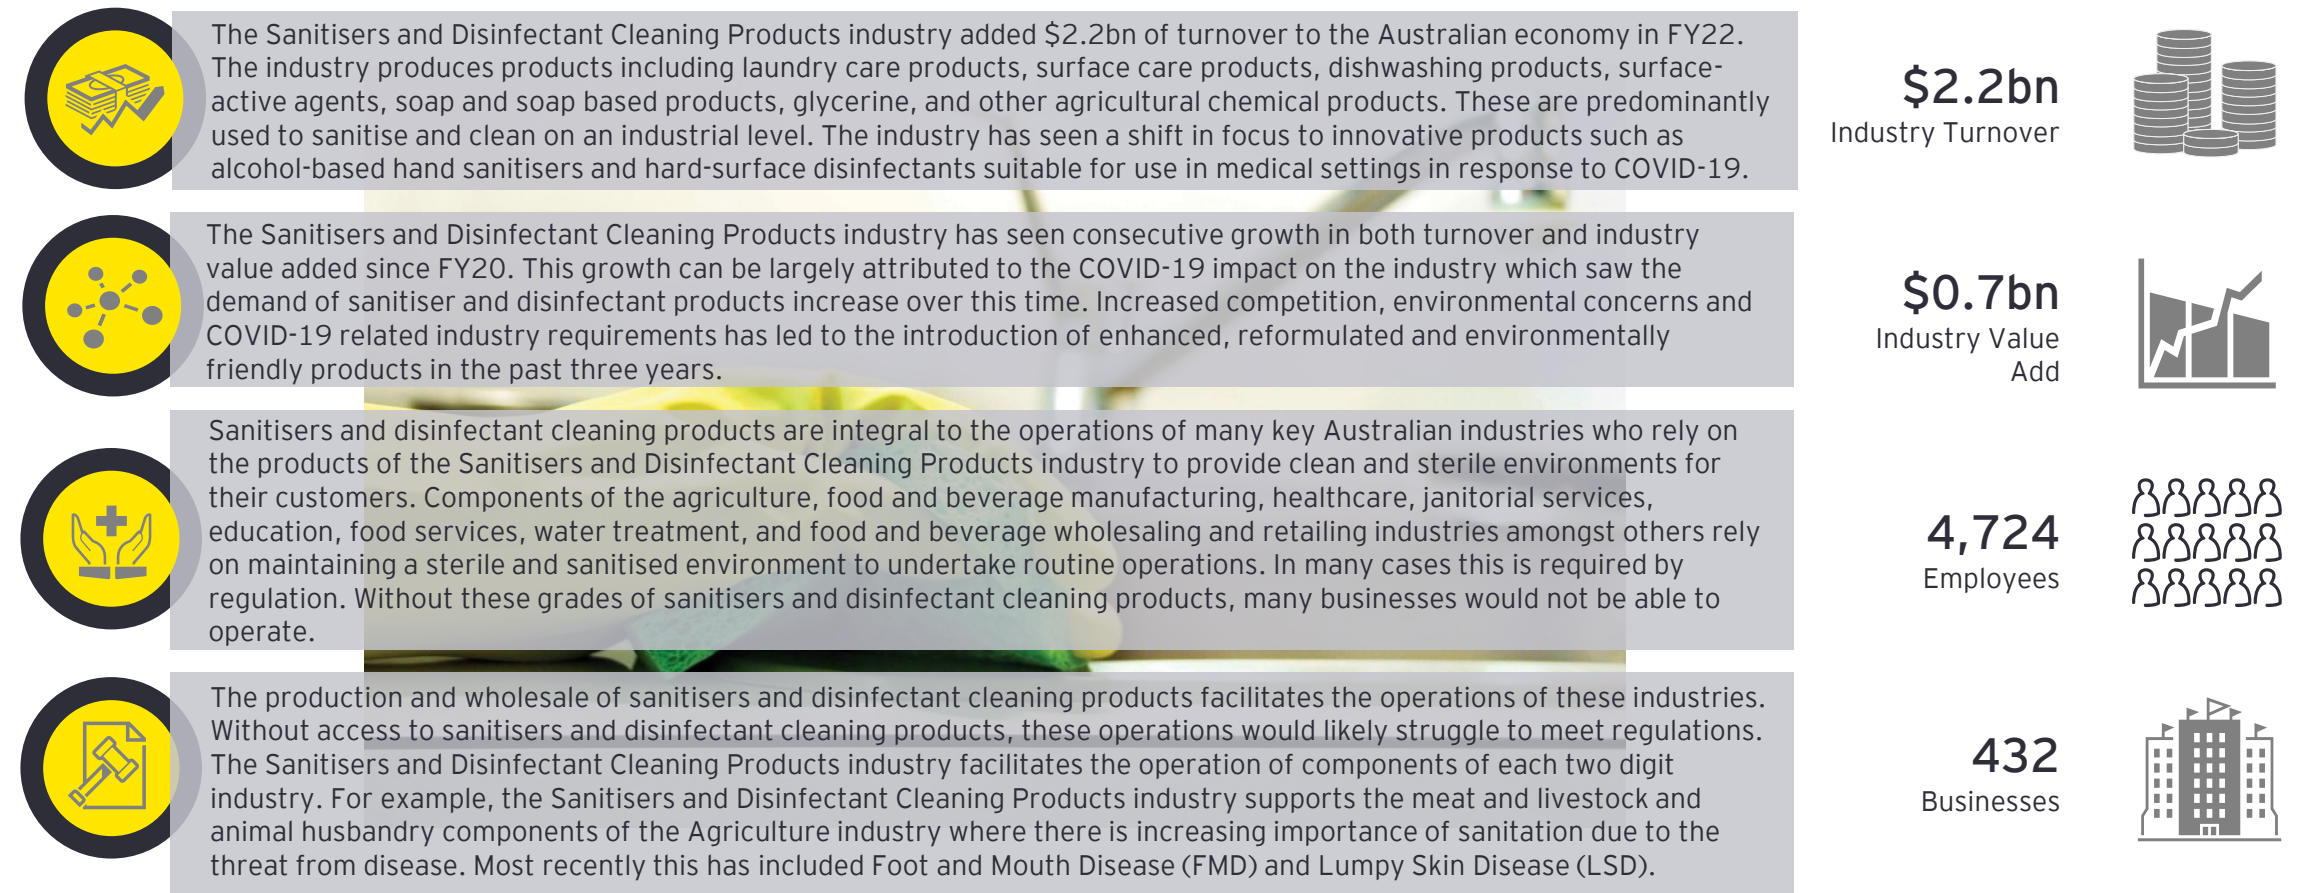 The Sanitisers and Disinfectant Cleaning Products industry added $2.2bn of turnover to the Australian economy in FY22.
The industry produces products including laundry care products, surface care products, dishwashing products, surface-
active agents, soap and soap based products, glycerine, and other agricultural chemical products. These are predominantly
used to sanitise and clean on an industrial level. The industry has seen a shift in focus to innovative products such as
alcohol-based hand sanitisers and hard-surface disinfectants suitable for use in medical settings in response to COVID-19.
$2.2bn
Industry Turnover
The Sanitisers and Disinfectant Cleaning Products industry has seen consecutive growth in both turnover and industry
value added since FY20. This growth can be largely attributed to the COVID-19 impact on the industry which saw the
demand of sanitiser and disinfectant products increase over this time. Increased competition, environmental concerns and
COVID-19 related industry requirements has led to the introduction of enhanced, reformulated and environmentally
friendly products in the past three years.
$0.7bn
Industry Value
Add
Sanitisers and disinfectant cleaning products are integral to the operations of many key Australian industries who rely on
the products of the Sanitisers and Disinfectant Cleaning Products industry to provide clean and sterile environments for
their customers. Components of the agriculture, food and beverage manufacturing, healthcare, janitorial services,
education, food services, water treatment, and food and beverage wholesaling and retailing industries amongst others rely
on maintaining a sterile and sanitised environment to undertake routine operations. In many cases this is required by
regulation. Without these grades of sanitisers and disinfectant cleaning products, many businesses would not be able to
operate.
4,724
Employees
The production and wholesale of sanitisers and disinfectant cleaning products facilitates the operations of these industries.
Without access to sanitisers and disinfectant cleaning products, these operations would likely struggle to meet regulations.
The Sanitisers and Disinfectant Cleaning Products industry facilitates the operation of components of each two digit
industry. For example, the Sanitisers and Disinfectant Cleaning Products industry supports the meat and livestock and
animal husbandry components of the Agriculture industry where there is increasing importance of sanitation due to the
threat from disease. Most recently this has included Foot and Mouth Disease (FMD) and Lumpy Skin Disease (LSD).
432
Businesses